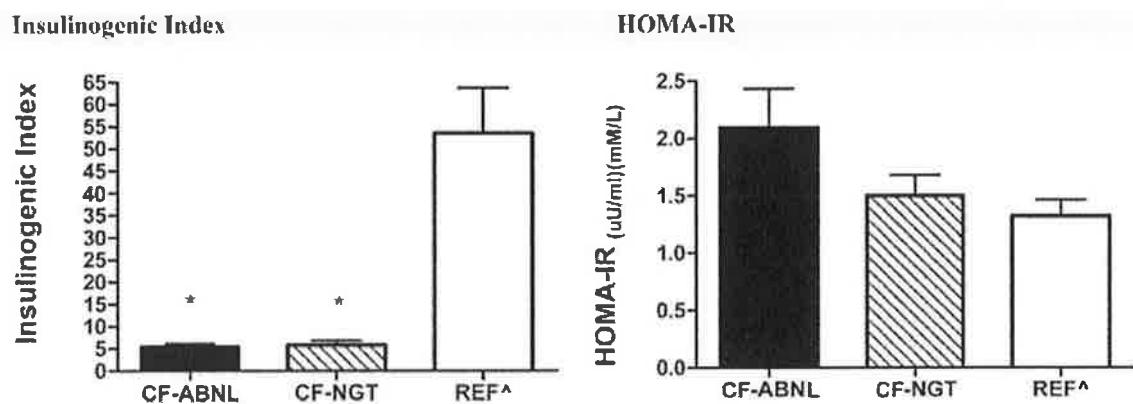 Insulinogenic Index
HOMA-IR
Insulinogenic Index
65
60
55
50
45
40
35
30
25
20
15
10
5
0
*
*
CF-ABNL
CF-NGT
REF^
HOMA-IR (uU/ml)(mM/L)
2.5
2.0
1.5
1.0
0.5
0.0
CF-ABNL
CF-NGT
REF^